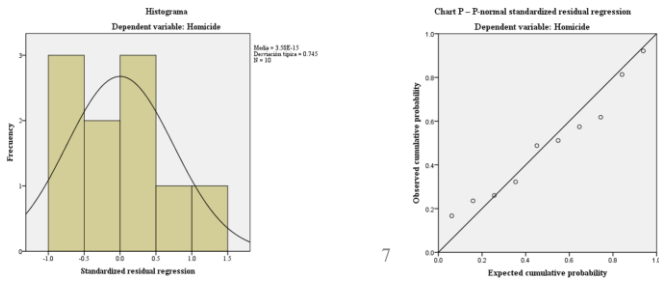 Histograma
Dependent variable: Homicide
Media = 3.58E-15
Desviación típica = 0.745
N = 10
Frecuency
3
2
1
0
-1.0 -0.5 0.0 0.5 1.0 1.5
Standardized residual regression
7
Chart P – P-normal standardized residual regression
Dependent variable: Homicide
Observed cumulative probability
1.0
0.8
0.6
0.4
0.2
0.0
0.0 0.2 0.4 0.6 0.8 1.0
Expected cumulative probability